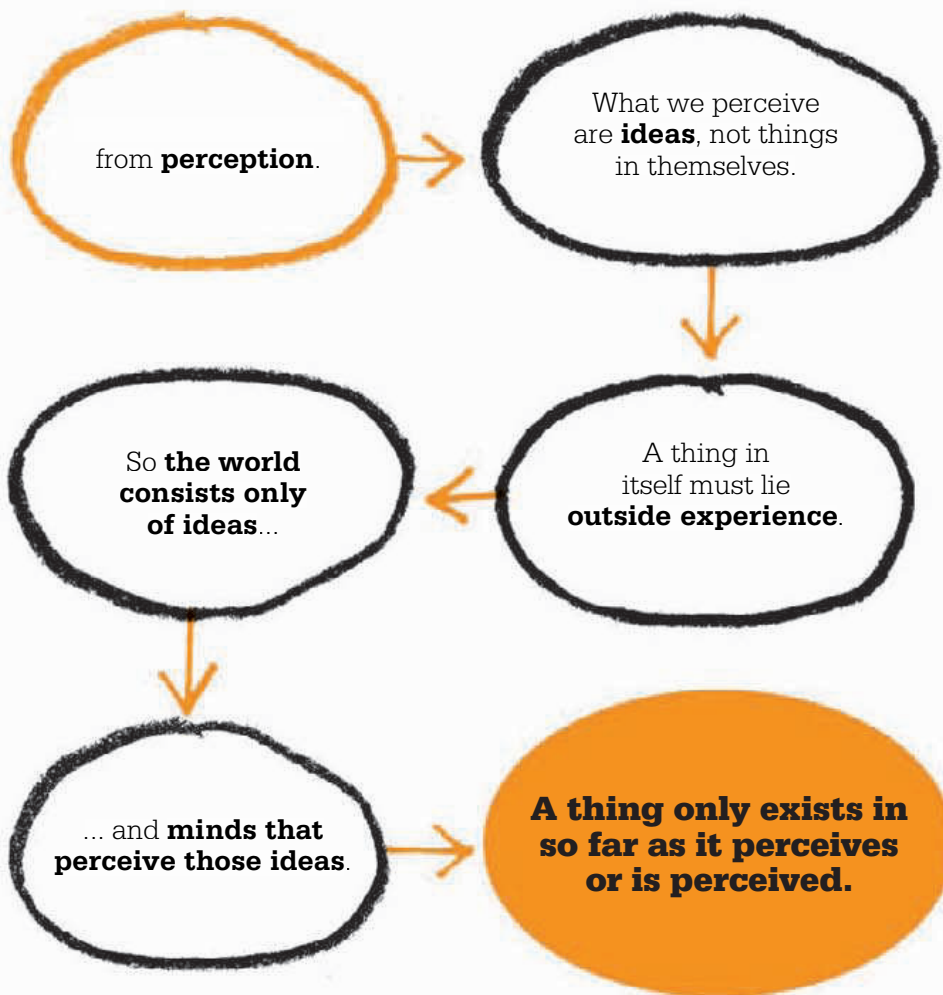 from perception.
What we perceive
are ideas, not things
in themselves.
A thing in
itself must lie
outside experience.
So the world
consists only
of ideas...
... and minds that
perceive those ideas.
A thing only exists in
so far as it perceives
or is perceived.